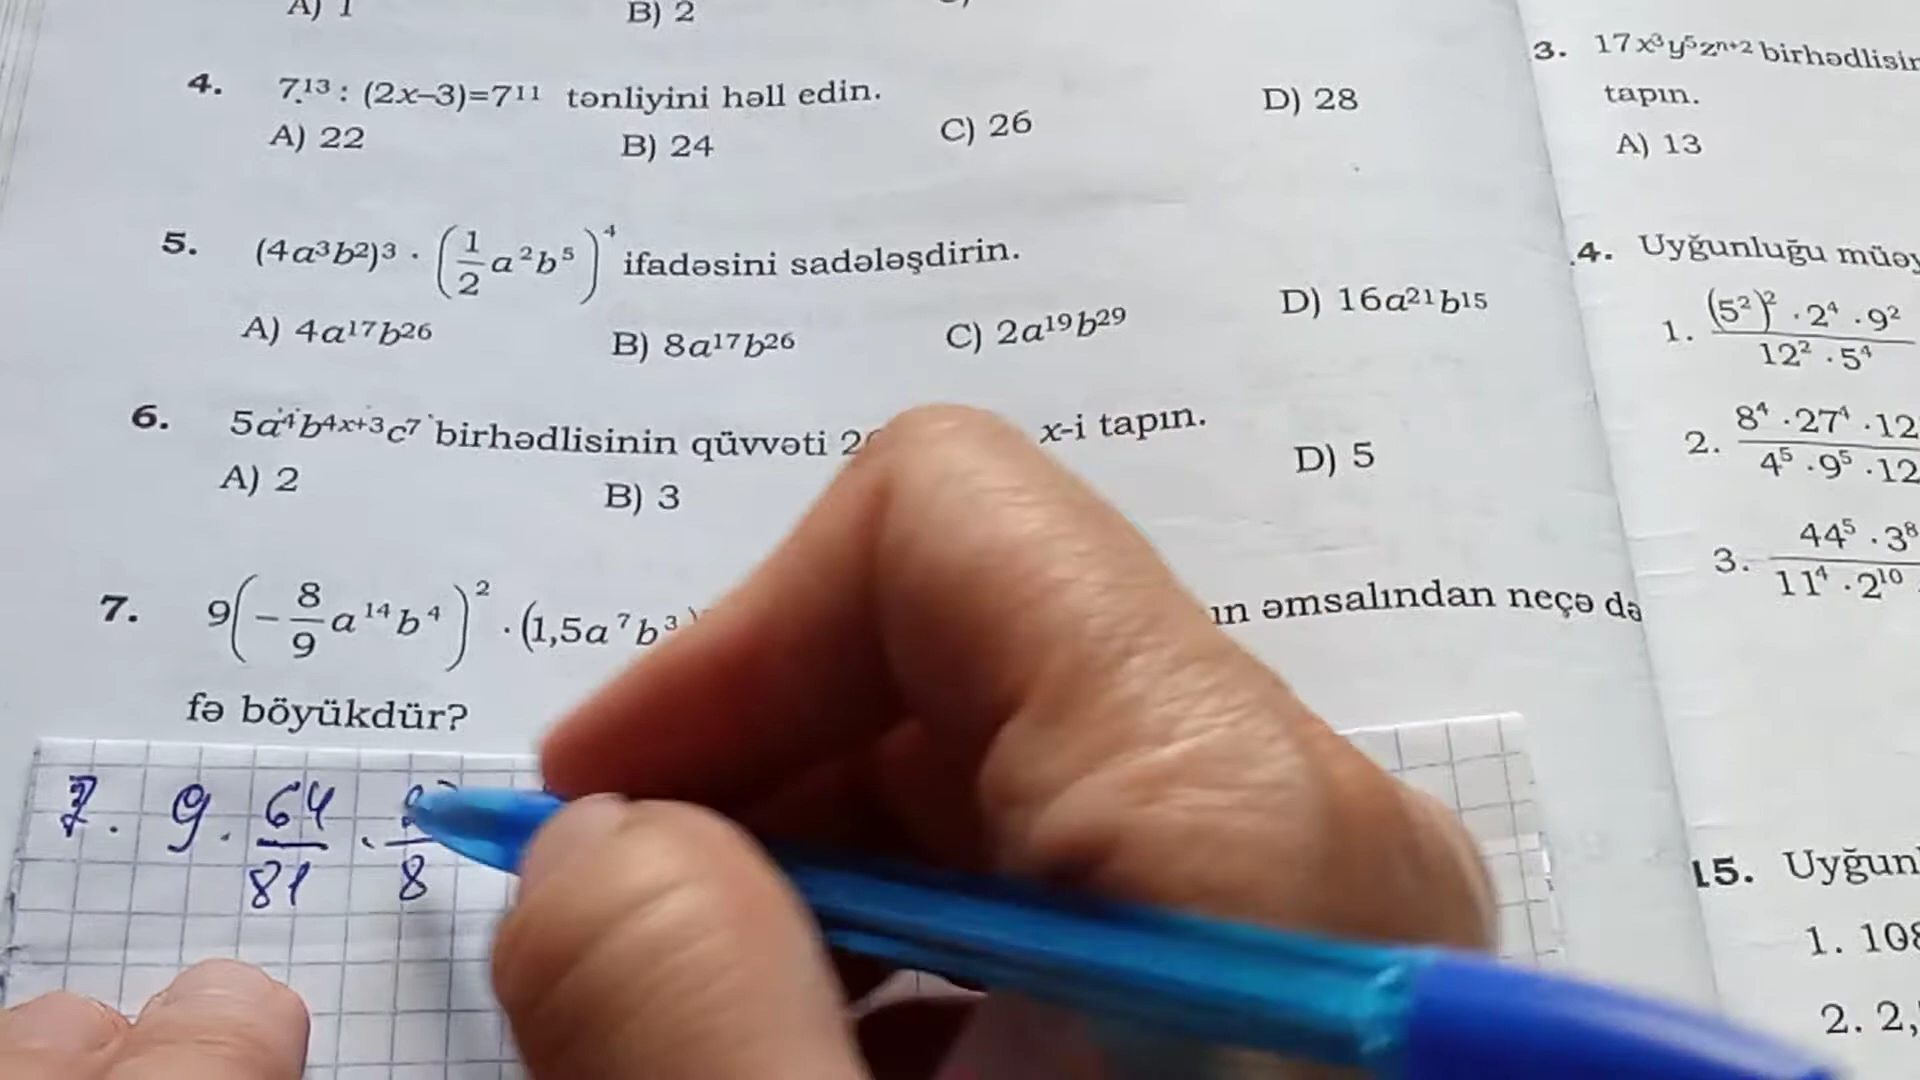 A) 1
B) 2
4. 7.¹³ : (2x–3)=7¹¹ tənliyini həll edin.
A) 22 B) 24 C) 26 D) 28
5. (4a³b²)³ · (1/2 a²b⁵)⁴ ifadəsini sadələşdirin.
A) 4a¹⁷b²⁶ B) 8a¹⁷b²⁶ C) 2a¹⁹b²⁹ D) 16a²¹b¹⁵
6. 5a⁴b⁴ˣ⁺³c⁷ birhədlisinin qüvvəti x-i tapın.
A) 2 B) 3 D) 5
7. 9(–8/9 a¹⁴b⁴)² · (1,5a⁷b³) ın əmsalından neçə də
fə böyükdür?
7. 9 · 64/81 · /8
3. 17x³y⁵zⁿ⁺² birhədlisin
tapın.
A) 13
4. Uyğunluğu müəy
1. (5²)² · 2⁴ · 9² / 12² · 5⁴
2. 8⁴ · 27⁴ · 12 / 4⁵ · 9⁵ · 12
3. 44⁵ · 3⁸ / 11⁴ · 2¹⁰
15. Uyğun
1. 108
2. 2,